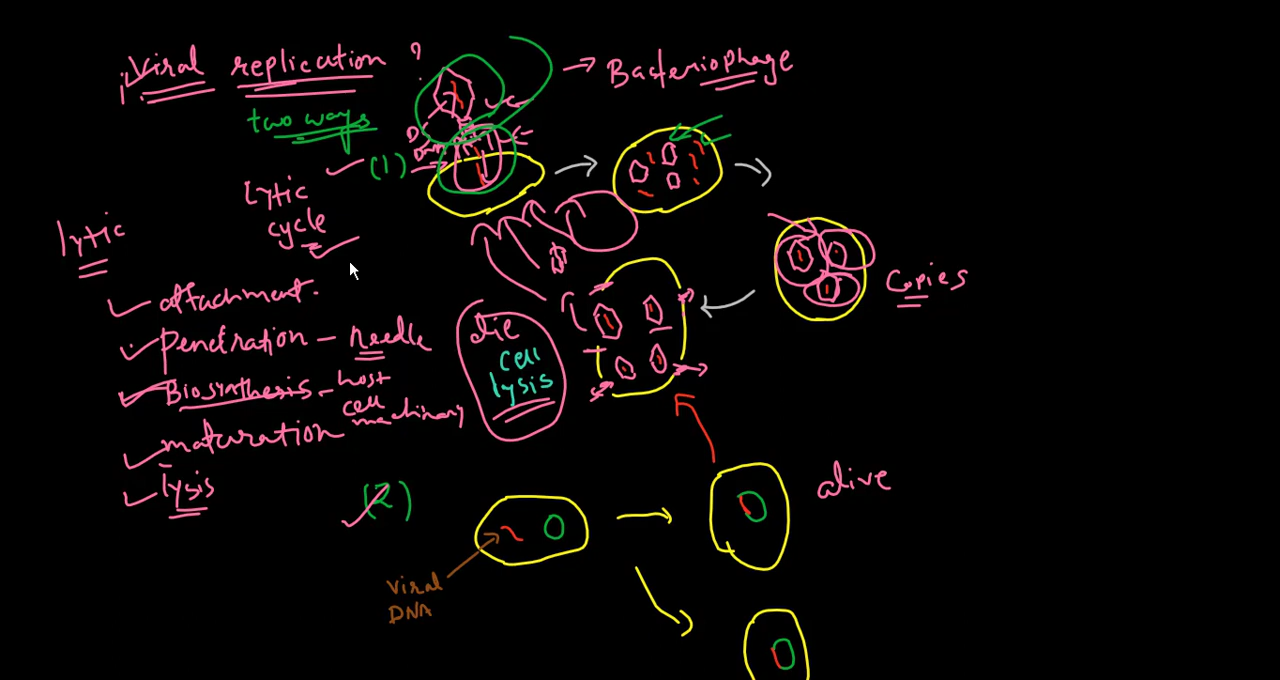 1. Viral replication ?
→ Bacteriophage
two ways
(1)
Lytic
cycle
lytic
attachment.
Penetration - needle
Biosynthesis - host
cell
machinery
maturation
lysis
die
cell
lysis
copies
(2)
alive
viral
DNA